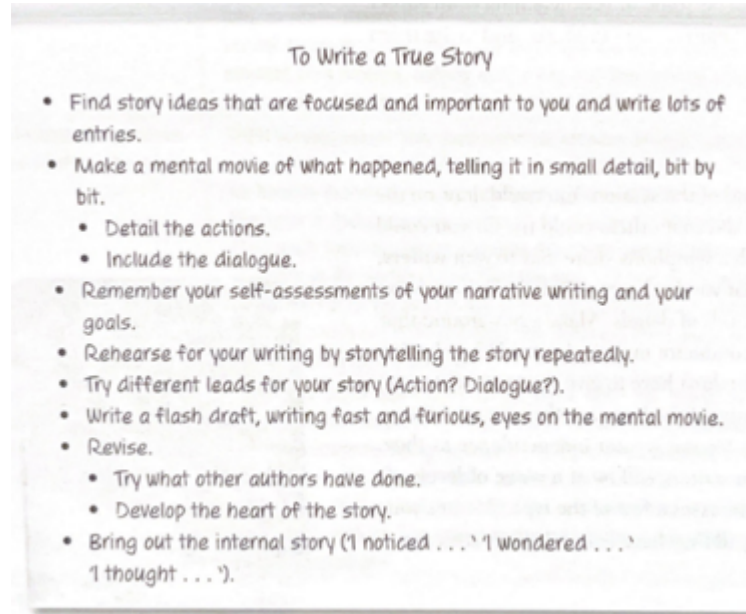 To Write a True Story
• Find story ideas that are focused and important to you and write lots of
entries.
• Make a mental movie of what happened, telling it in small detail, bit by
bit.
• Detail the actions.
• Include the dialogue.
• Remember your self-assessments of your narrative writing and your
goals.
• Rehearse for your writing by storytelling the story repeatedly.
• Try different leads for your story (Action? Dialogue?).
• Write a flash draft, writing fast and furious, eyes on the mental movie.
• Revise.
• Try what other authors have done.
• Develop the heart of the story.
• Bring out the internal story ('I noticed . . .' 'I wondered . . .'
'I thought . . .').